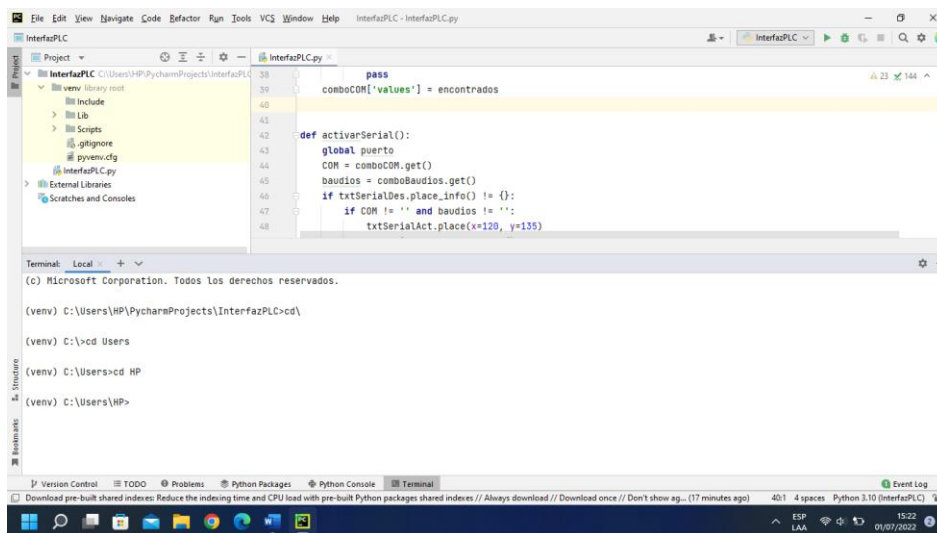 File Edit View Navigate Code Refactor Run Tools VCS Window Help InterfazPLC - InterfazPLC.py
InterfazPLC
InterfazPLC
Project
InterfazPLC.py
InterfazPLC C:\Users\HP\PycharmProjects\InterfazPLC
venv library root
Include
Lib
Scripts
.gitignore
pyvenv.cfg
InterfazPLC.py
External Libraries
Scratches and Consoles
38 pass
39 comboCOM['values'] = encontrados
40
41
42 def activarSerial():
43 global puerto
44 COM = comboCOM.get()
45 baudios = comboBaudios.get()
46 if txtSerialDes.place_info() != {}:
47 if COM != '' and baudios != '':
48 txtSerialAct.place(x=120, y=135)
23 144
Project
Structure
Bookmarks
Terminal: Local
(c) Microsoft Corporation. Todos los derechos reservados.
(venv) C:\Users\HP\PycharmProjects\InterfazPLC>cd\
(venv) C:\>cd Users
(venv) C:\Users>cd HP
(venv) C:\Users\HP>
Version Control TODO Problems Python Packages Python Console Terminal Event Log
Download pre-built shared indexes: Reduce the indexing time and CPU load with pre-built Python packages shared indexes // Always download // Download once // Don't show ag... (17 minutes ago) 40:1 4 spaces Python 3.10 (InterfazPLC)
ESP
LAA
15:22
01/07/2022